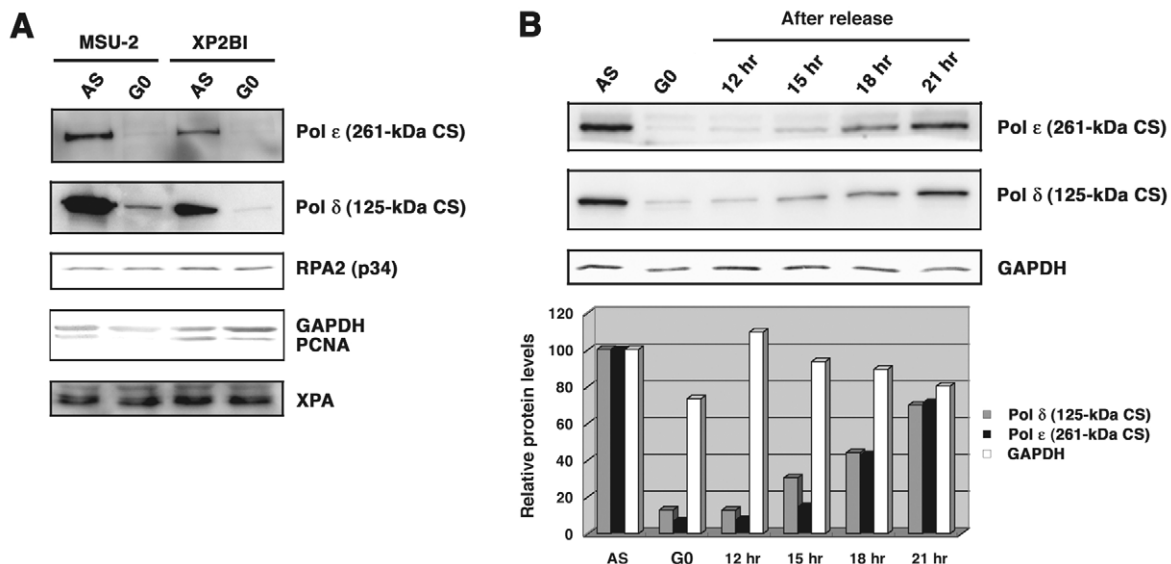 A
MSU-2 XP2BI
AS G0 AS G0
Pol ε (261-kDa CS)
Pol δ (125-kDa CS)
RPA2 (p34)
GAPDH
PCNA
XPA
B
After release
AS G0 12 hr 15 hr 18 hr 21 hr
Pol ε (261-kDa CS)
Pol δ (125-kDa CS)
GAPDH
Relative protein levels
120
100
80
60
40
20
0
AS G0 12 hr 15 hr 18 hr 21 hr
Pol δ (125-kDa CS)
Pol ε (261-kDa CS)
GAPDH